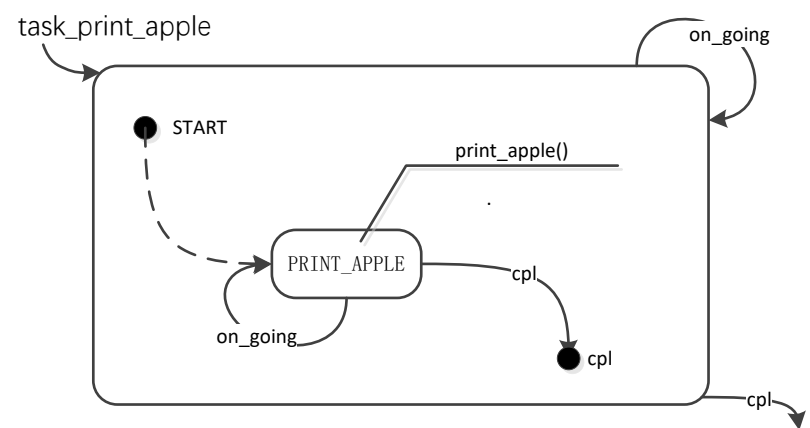 task_print_apple
on_going
START
print_apple()
.
PRINT_APPLE
cpl
on_going
cpl
cpl